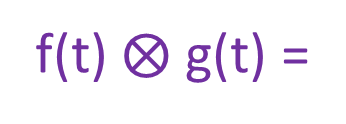 f(t) ⊗ g(t) =